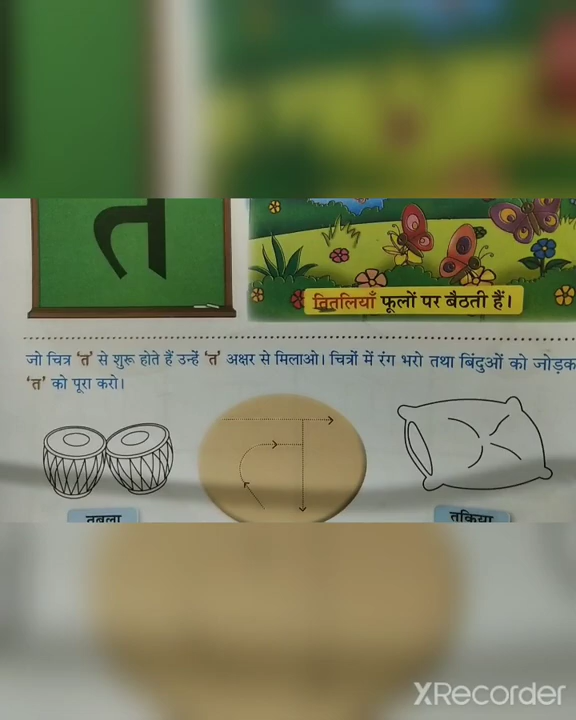 त
तितलियाँ फूलों पर बैठती हैं।
जो चित्र 'त' से शुरू होते हैं उन्हें 'त' अक्षर से मिलाओ। चित्रों में रंग भरो तथा बिंदुओं को जोड़क
'त' को पूरा करो।
त
तबला तकिया
XRecorder